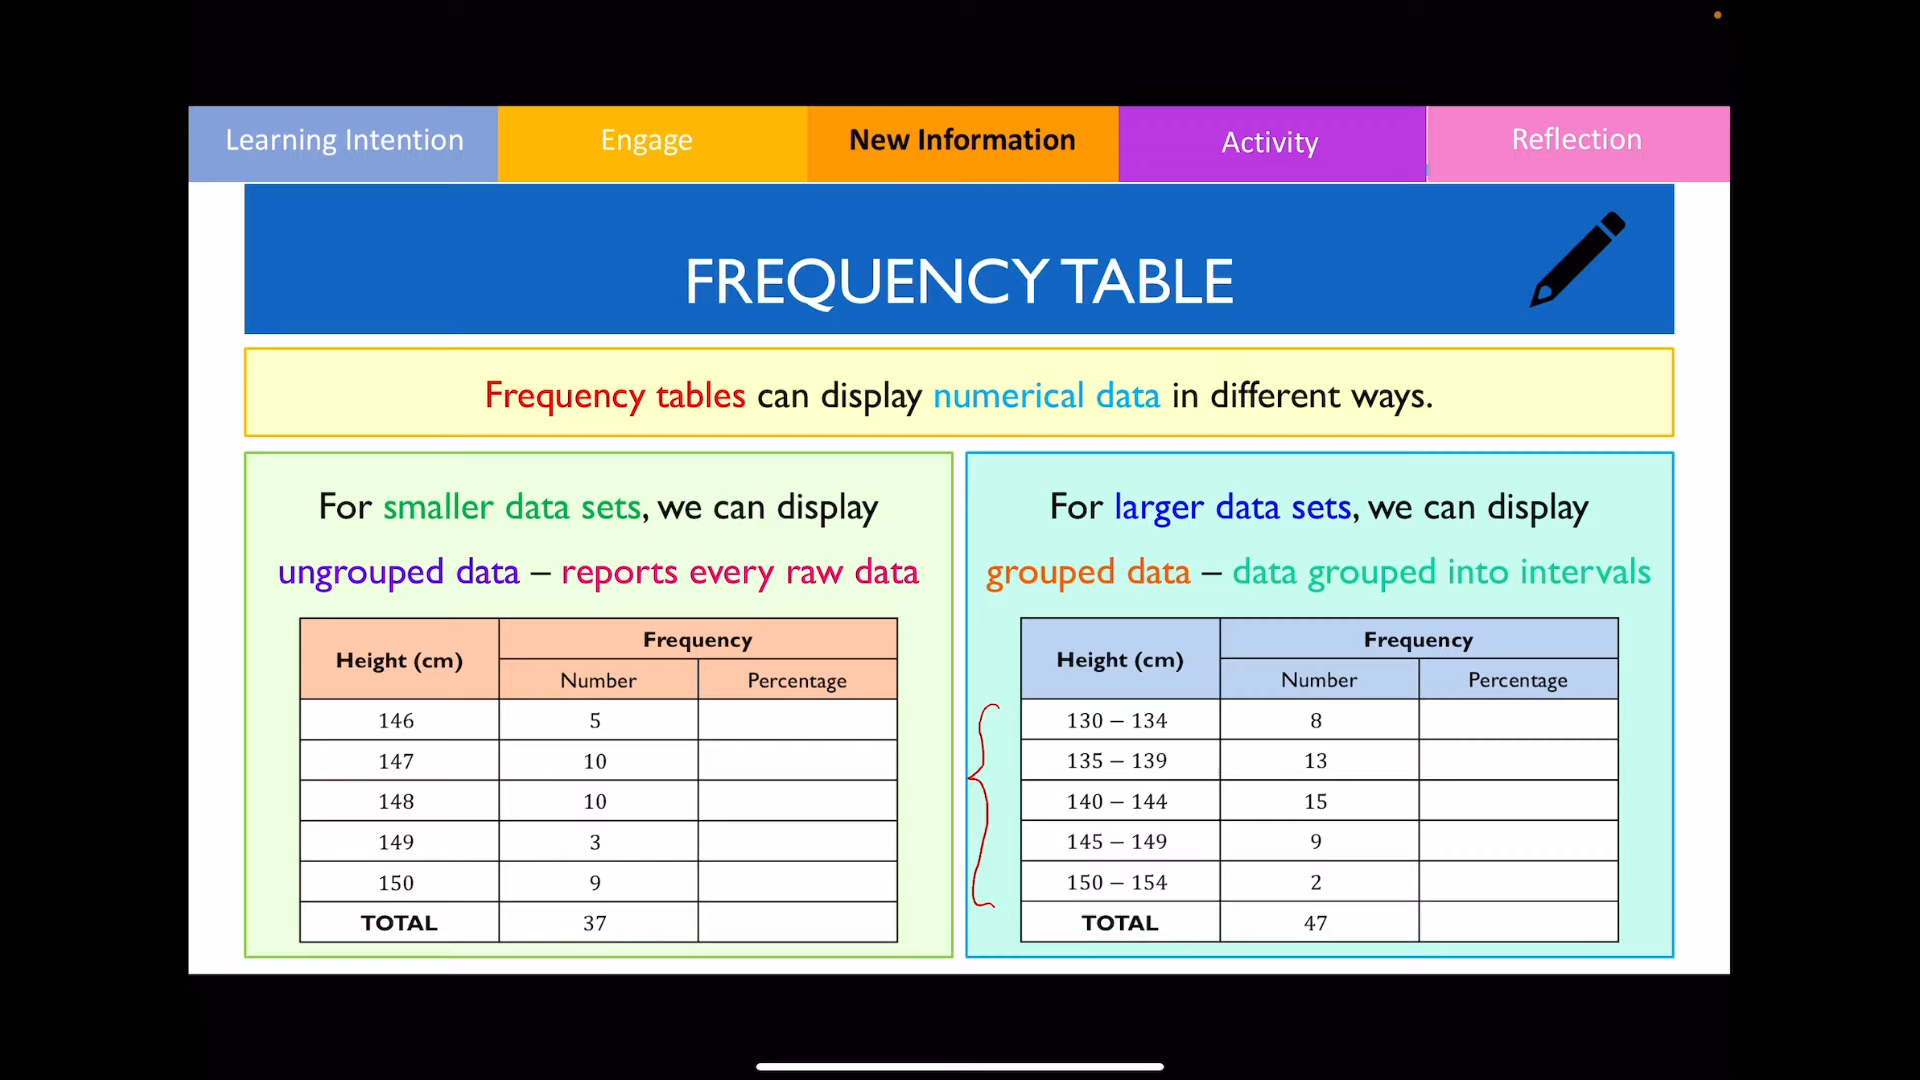 Learning Intention Engage New Information Activity Reflection
FREQUENCY TABLE
Frequency tables can display numerical data in different ways.
For smaller data sets, we can display
ungrouped data – reports every raw data
Height (cm) Frequency
Number Percentage
146 5
147 10
148 10
149 3
150 9
TOTAL 37
For larger data sets, we can display
grouped data – data grouped into intervals
Height (cm) Frequency
Number Percentage
130 – 134 8
135 – 139 13
140 – 144 15
145 – 149 9
150 – 154 2
TOTAL 47